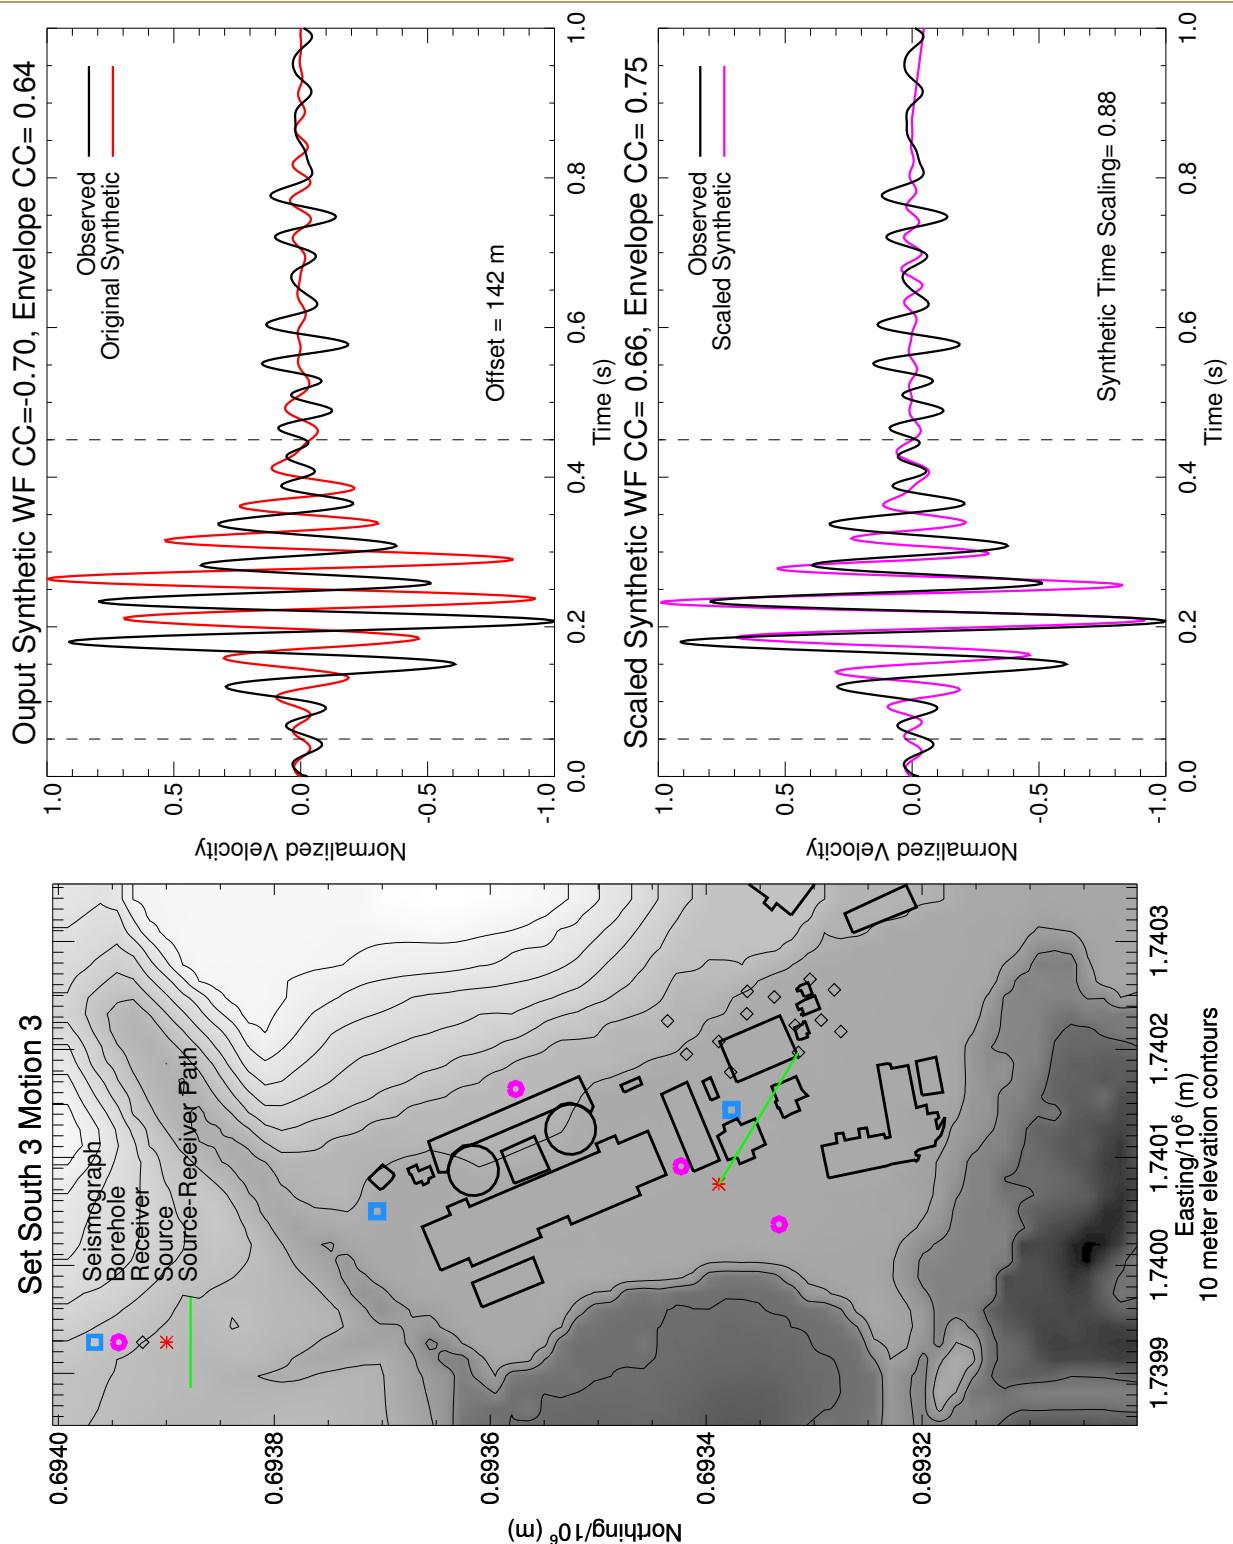 Set South 3 Motion 3
Seismograph
Borehole
Receiver
Source
Source-Receiver Path
0.6940
0.6938
0.6936
0.6934
0.6932
Northing/10⁶ (m)
1.7399
1.7400
1.7401
1.7402
1.7403
Easting/10⁶ (m)
10 meter elevation contours
Ouput Synthetic WF CC=-0.70, Envelope CC= 0.64
Observed
Original Synthetic
Offset = 142 m
1.0
0.5
0.0
-0.5
-1.0
Normalized Velocity
0.0
0.2
0.4
0.6
0.8
1.0
Time (s)
Scaled Synthetic WF CC= 0.66, Envelope CC= 0.75
Observed
Scaled Synthetic
Synthetic Time Scaling= 0.88
1.0
0.5
0.0
-0.5
-1.0
Normalized Velocity
0.0
0.2
0.4
0.6
0.8
1.0
Time (s)